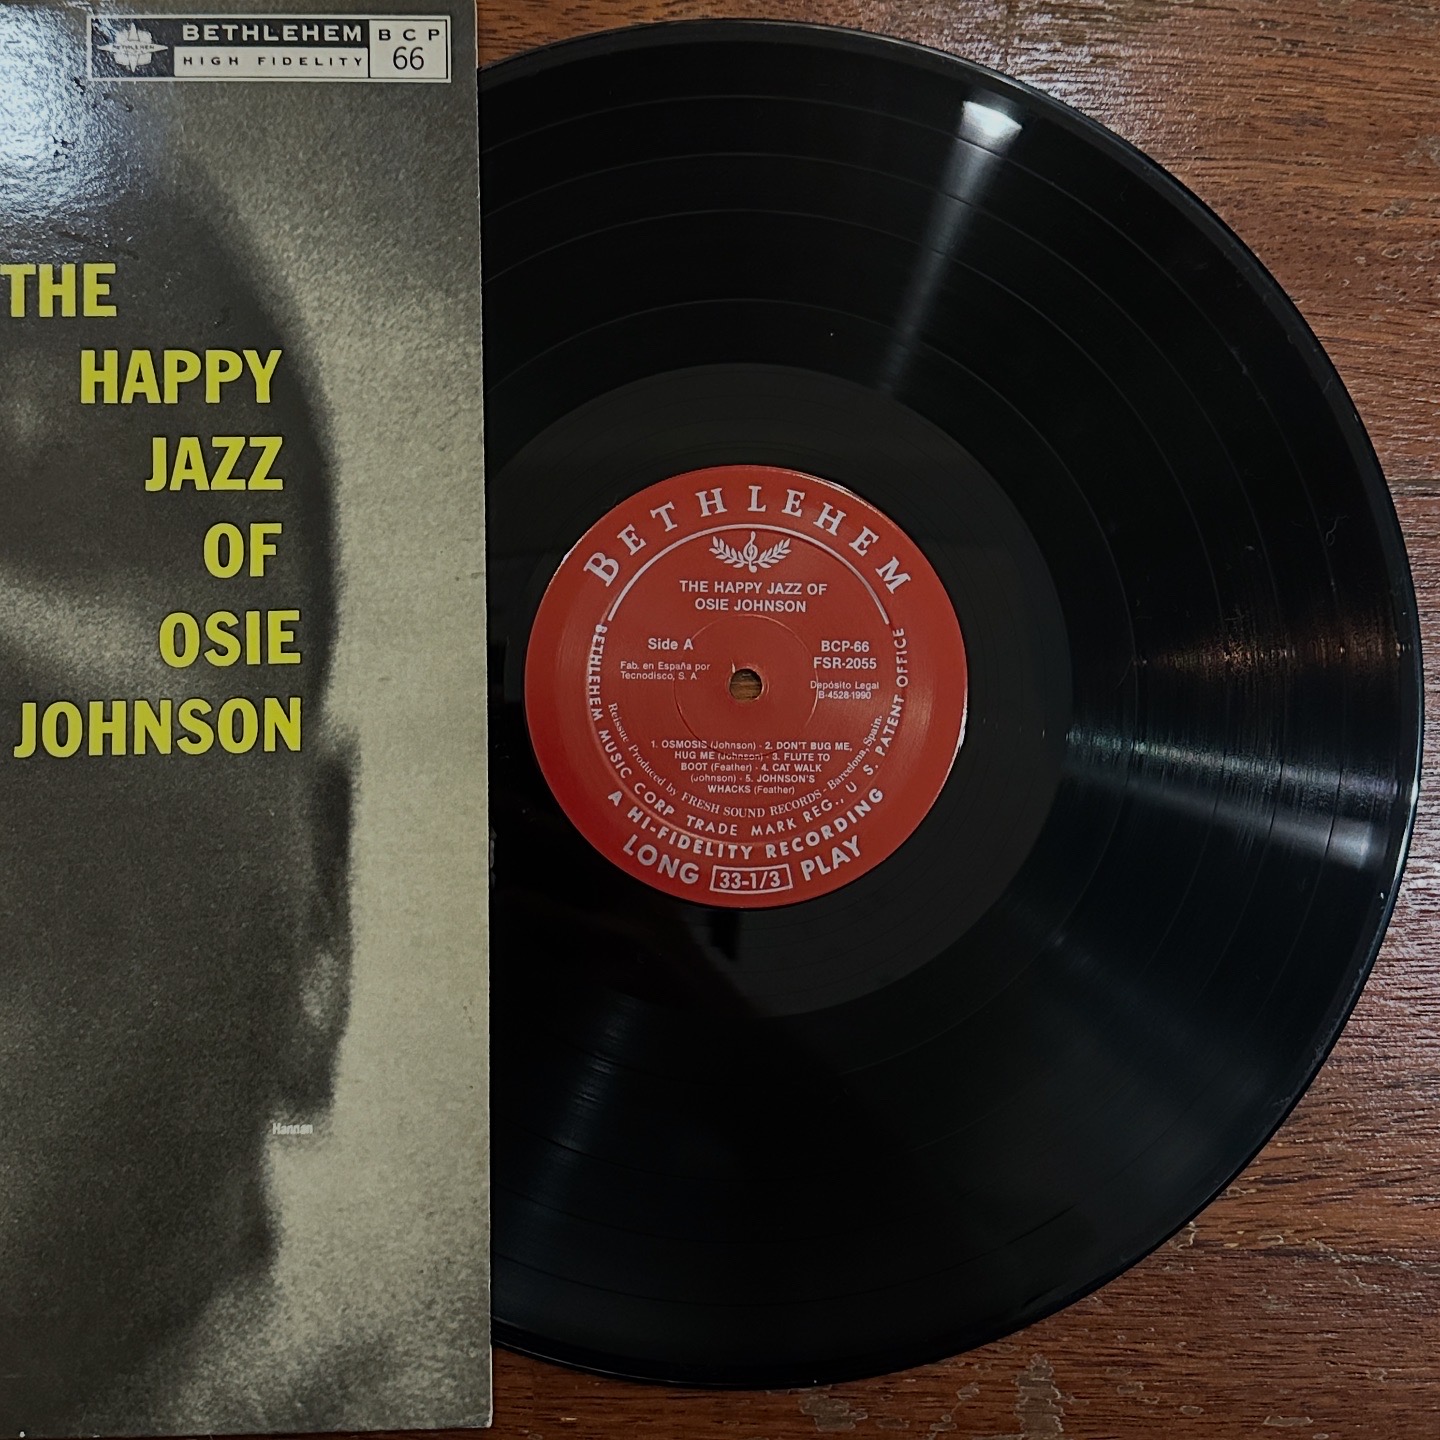 BETHLEHEM
BETHLEHEM
HIGH FIDELITY
BCP
66
THE
HAPPY
JAZZ
OF
OSIE
JOHNSON
Hannan
BETHLEHEM
THE HAPPY JAZZ OF
OSIE JOHNSON
Side A
Fab. en España por
Tecnodisco, S. A.
BCP-66
FSR-2055
Depósito Legal
B-4528-1990
1. OSMOSIS (Johnson) - 2. DON'T BUG ME,
HUG ME (Johnson) - 3. FLUTE TO
BOOT (Feather) - 4. CAT WALK
(Johnson) - 5. JOHNSON'S
WHACKS (Feather)
Reissue Produced by FRESH SOUND RECORDS - Barcelona, Spain.
BETHLEHEM MUSIC CORP TRADE MARK REG., U S. PATENT OFFICE
A HI-FIDELITY RECORDING
LONG 33-1/3 PLAY